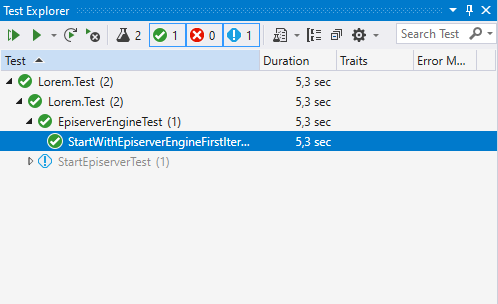 Test Explorer
2 1 0 1 Search Test
Test Duration Traits Error M...
Lorem.Test (2) 5,3 sec
Lorem.Test (2) 5,3 sec
EpiserverEngineTest (1) 5,3 sec
StartWithEpiserverEngineFirstIter... 5,3 sec
StartEpiserverTest (1)